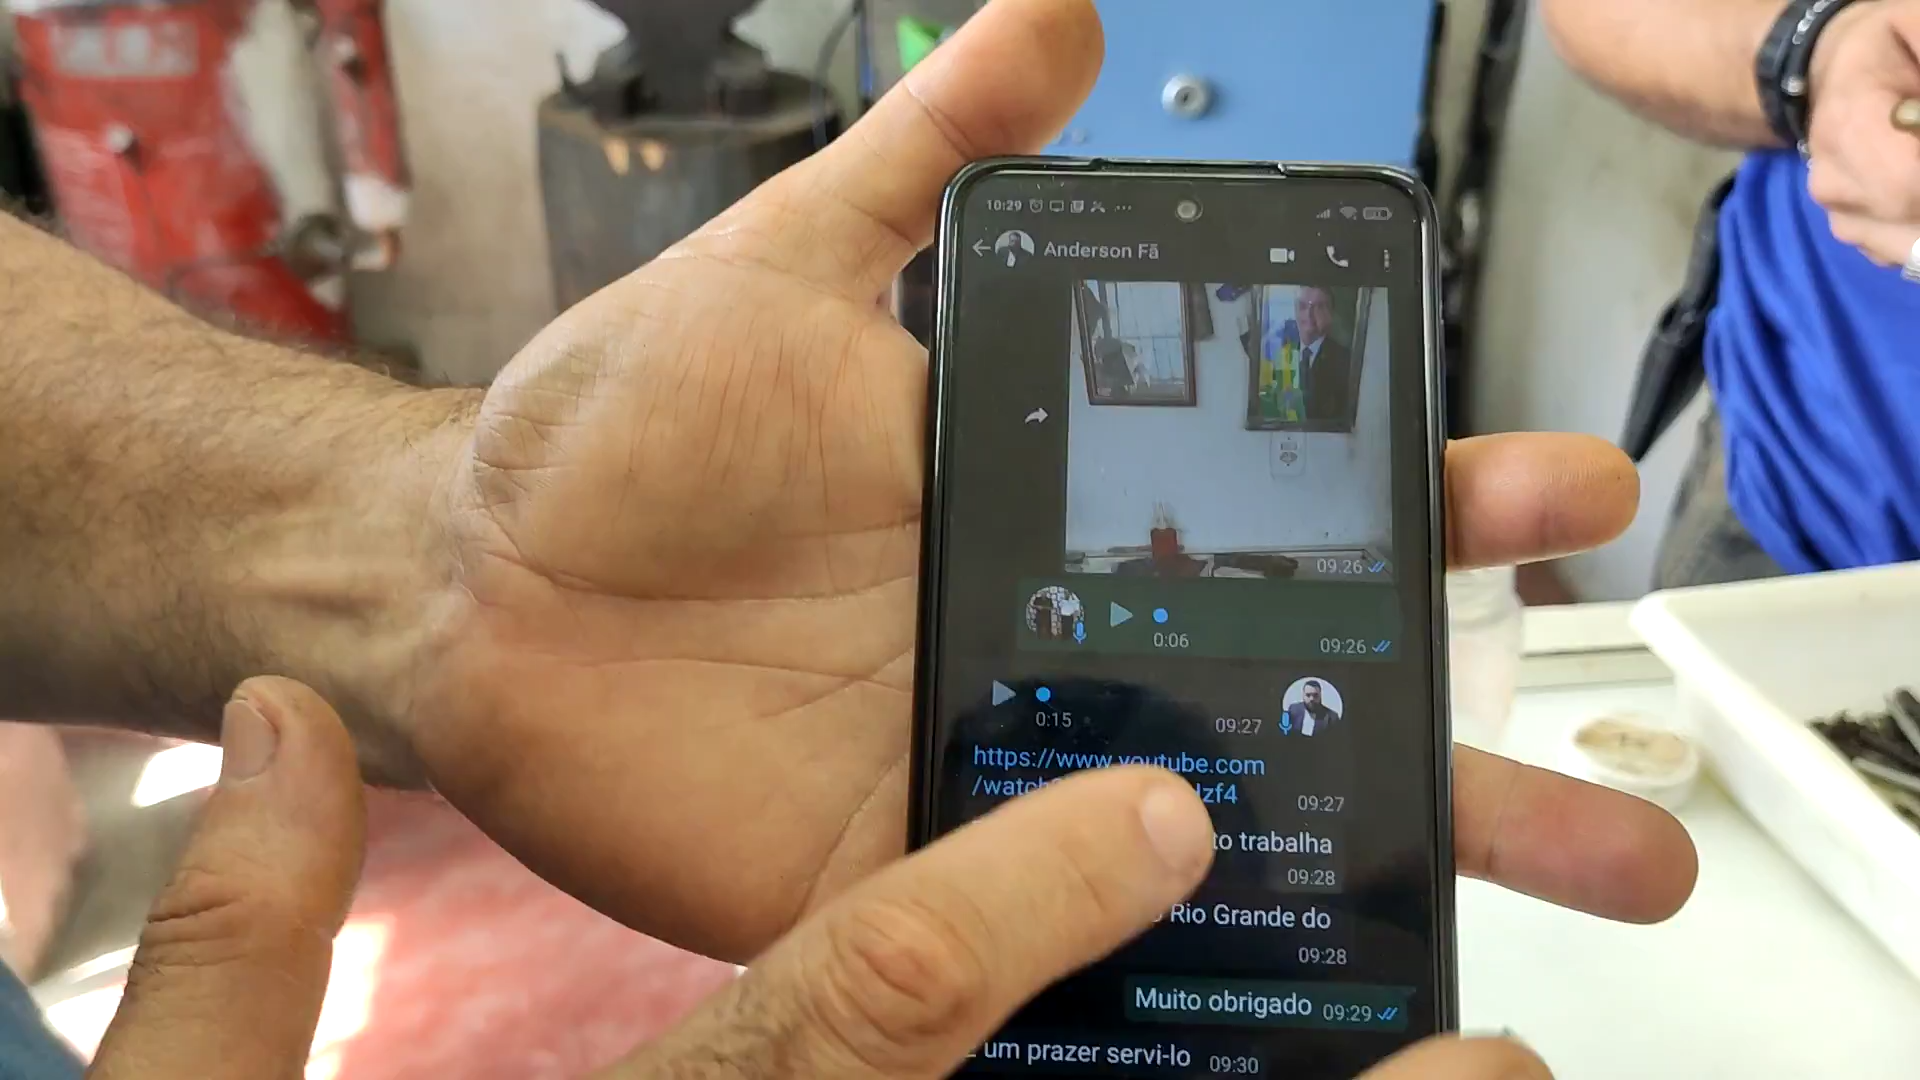 10:29
Anderson Fã
09:26
0:06
09:26
0:15
09:27
https://www.youtube.com
/watch
zf4
09:27
to trabalha
09:28
Rio Grande do
09:28
Muito obrigado 09:29
um prazer servi-lo 09:30